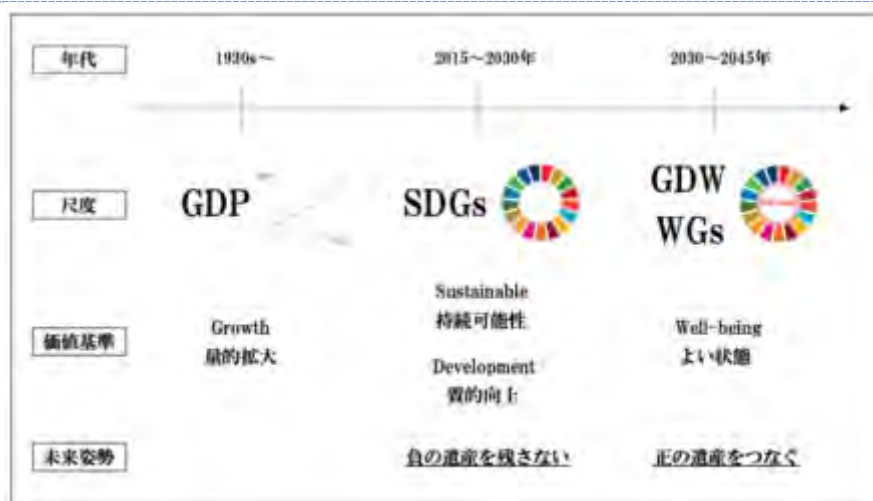 年代
1930s～
2015～2030年
2030～2045年
尺度
GDP
SDGs
GDW
WGs
価値基準
Growth
量的拡大
Sustainable
持続可能性
Development
質的向上
Well-being
よい状態
未来姿勢
負の遺産を残さない
正の遺産をつなぐ